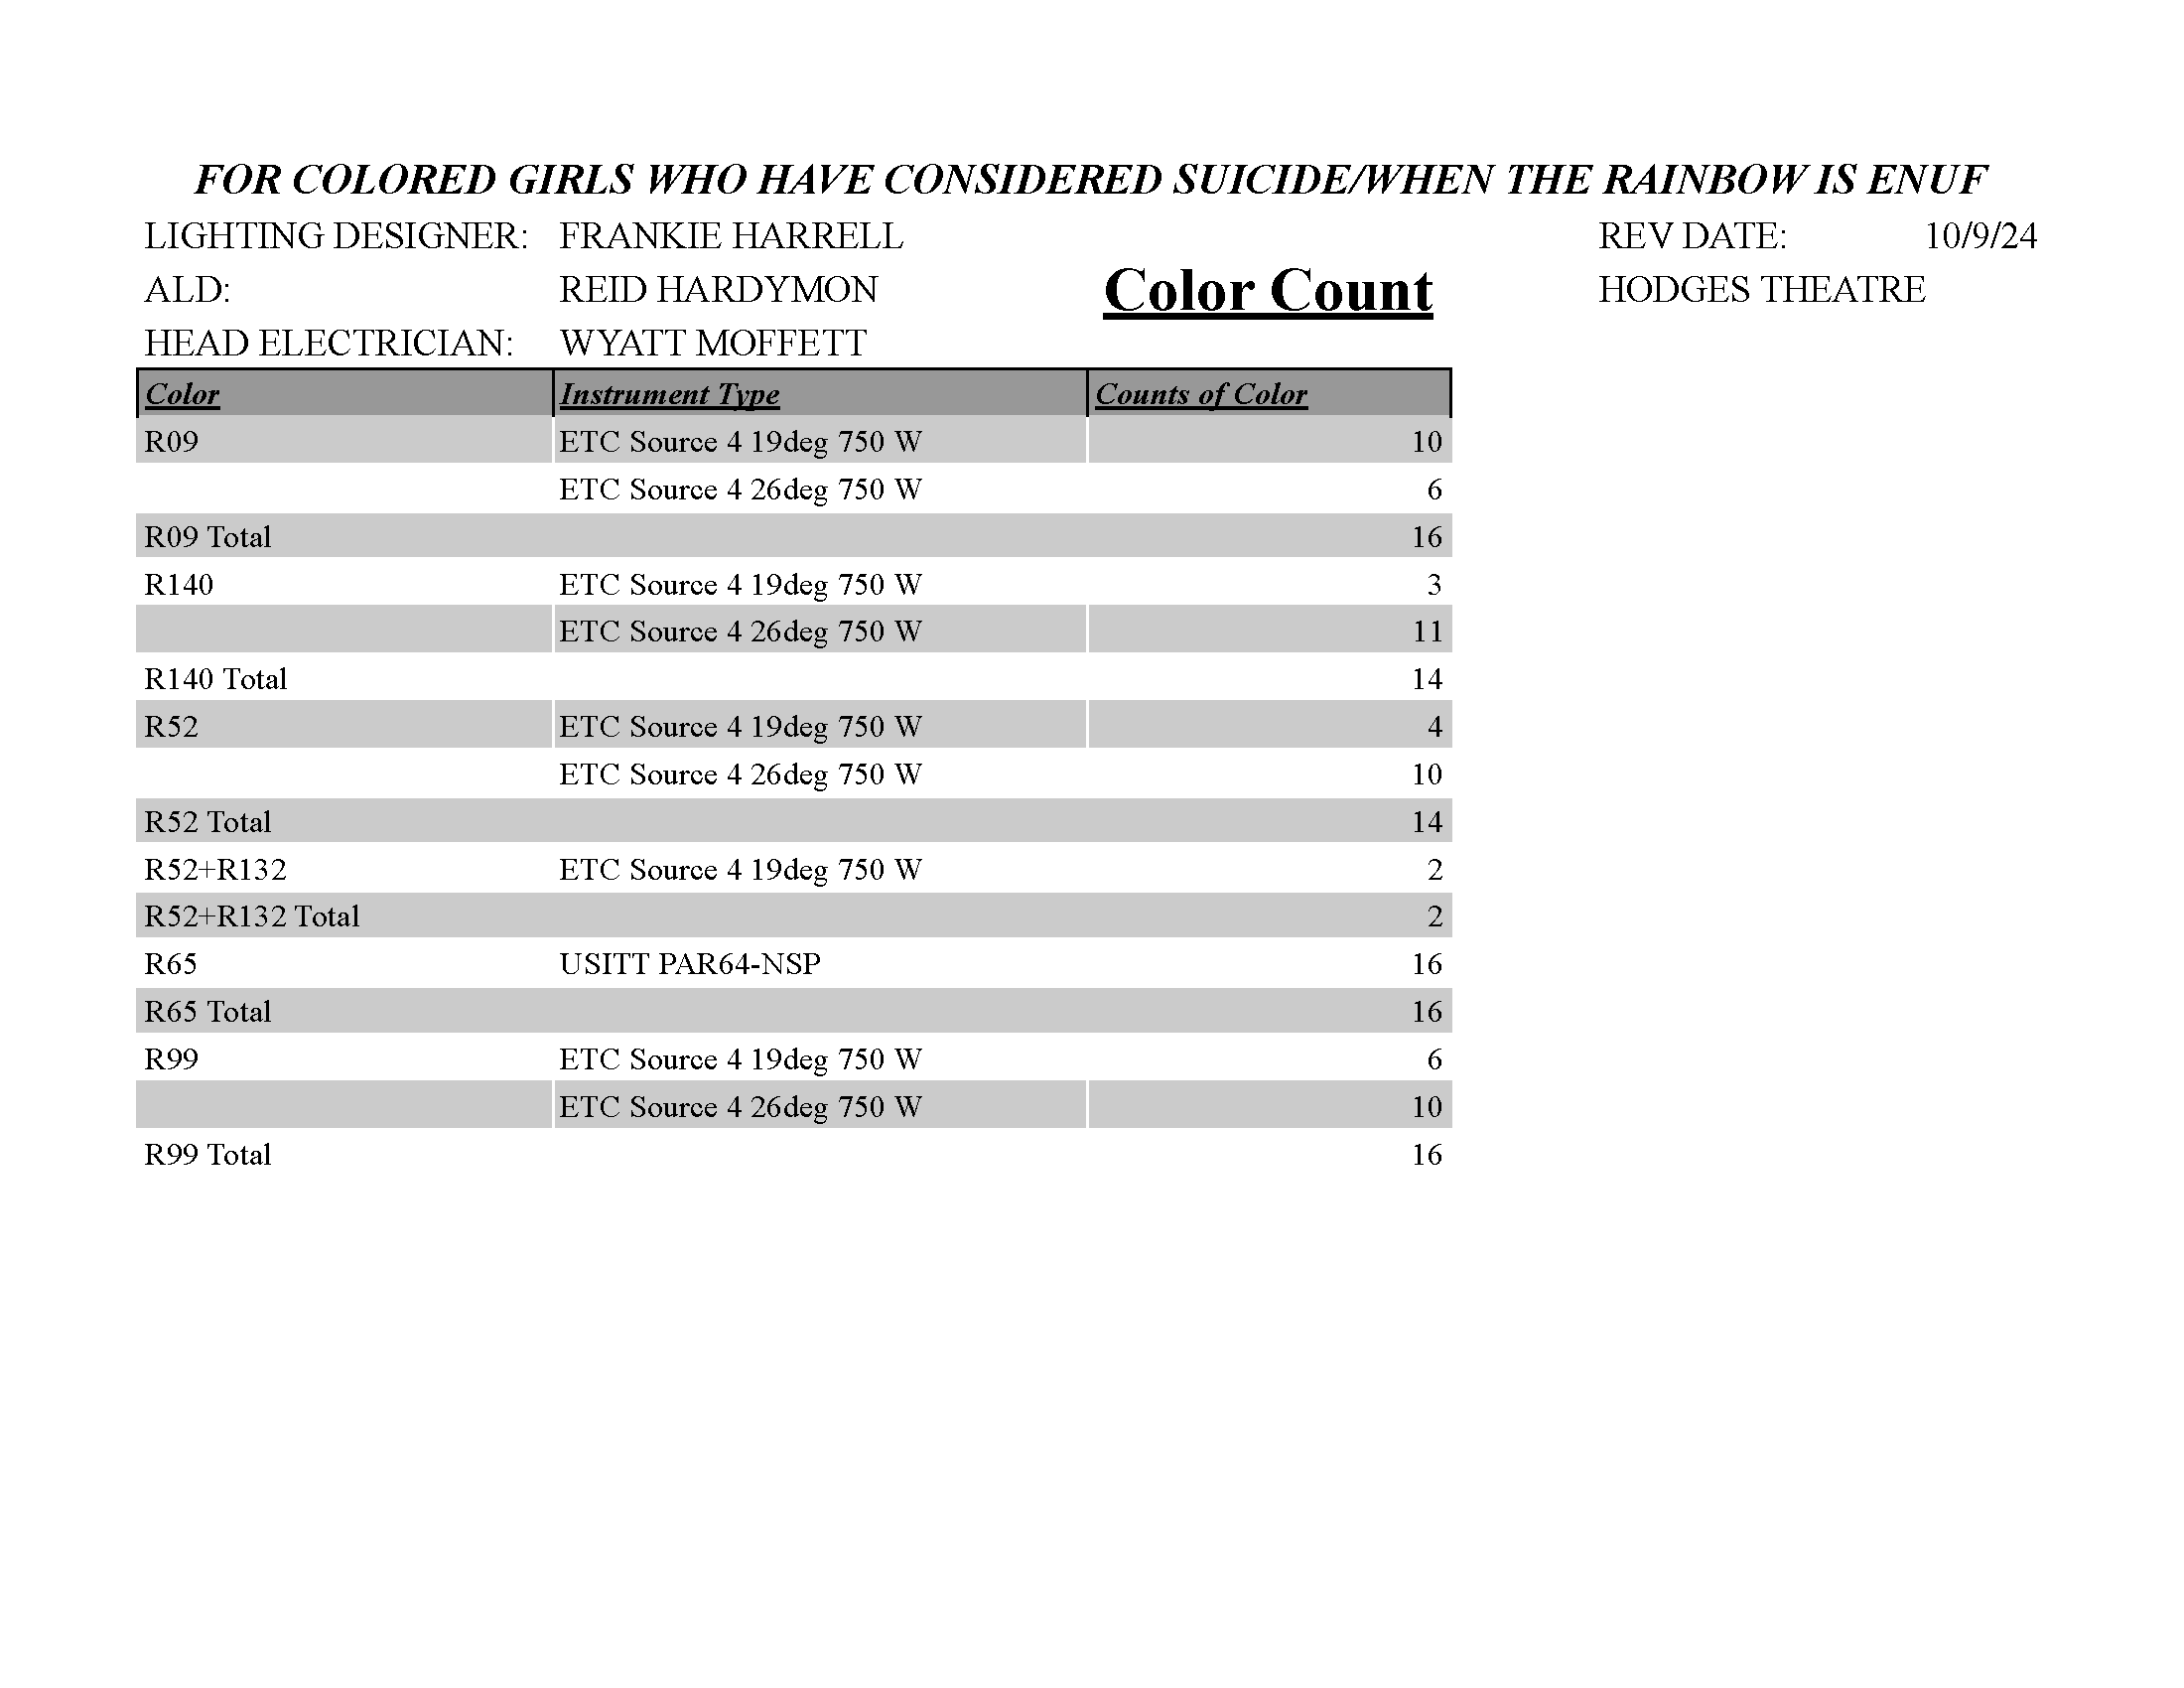 FOR COLORED GIRLS WHO HAVE CONSIDERED SUICIDE/WHEN THE RAINBOW IS ENUF
LIGHTING DESIGNER: FRANKIE HARRELL REV DATE: 10/9/24
ALD: REID HARDYMON Color Count HODGES THEATRE
HEAD ELECTRICIAN: WYATT MOFFETT
Color Instrument Type Counts of Color
R09 ETC Source 4 19deg 750 W 10
ETC Source 4 26deg 750 W 6
R09 Total 16
R140 ETC Source 4 19deg 750 W 3
ETC Source 4 26deg 750 W 11
R140 Total 14
R52 ETC Source 4 19deg 750 W 4
ETC Source 4 26deg 750 W 10
R52 Total 14
R52+R132 ETC Source 4 19deg 750 W 2
R52+R132 Total 2
R65 USITT PAR64-NSP 16
R65 Total 16
R99 ETC Source 4 19deg 750 W 6
ETC Source 4 26deg 750 W 10
R99 Total 16